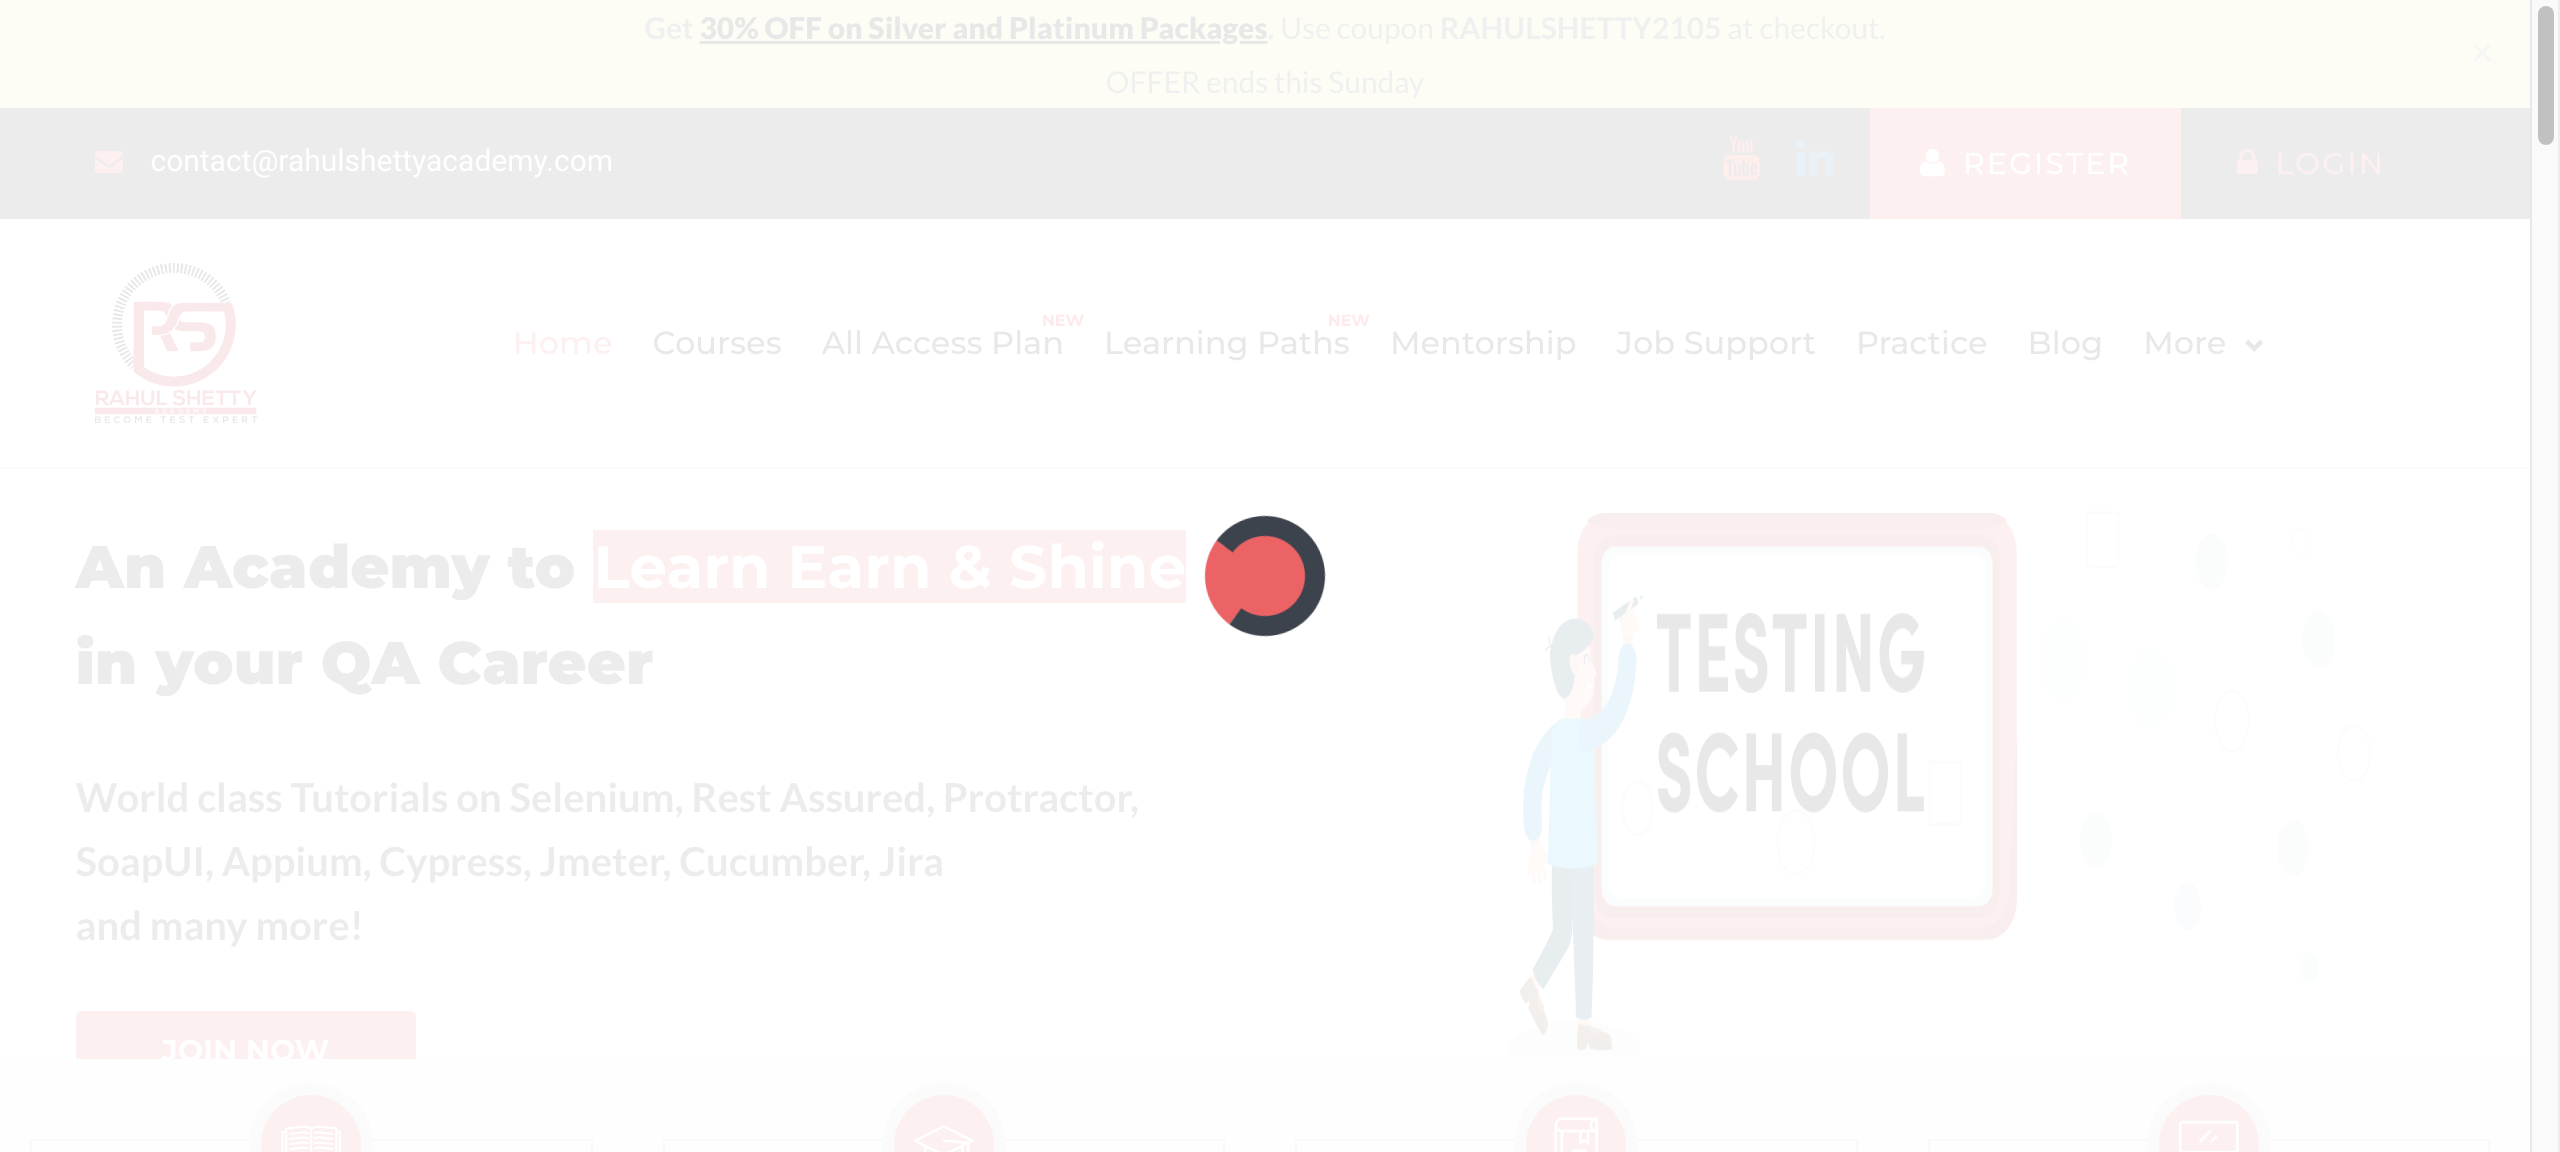 Get 30% OFF on Silver and Platinum Packages. Use coupon RAHULSHETTY2105 at checkout.
OFFER ends this Sunday
×
contact@rahulshettyacademy.com
You Tube
in
REGISTER
LOGIN
RS
RAHUL SHETTY
ACADEMY
BECOME TEST EXPERT
Home
Courses
All Access Plan NEW
Learning Paths NEW
Mentorship
Job Support
Practice
Blog
More
An Academy to Learn Earn & Shine
in your QA Career
World class Tutorials on Selenium, Rest Assured, Protractor,
SoapUI, Appium, Cypress, Jmeter, Cucumber, Jira
and many more!
JOIN NOW
TESTING
SCHOOL